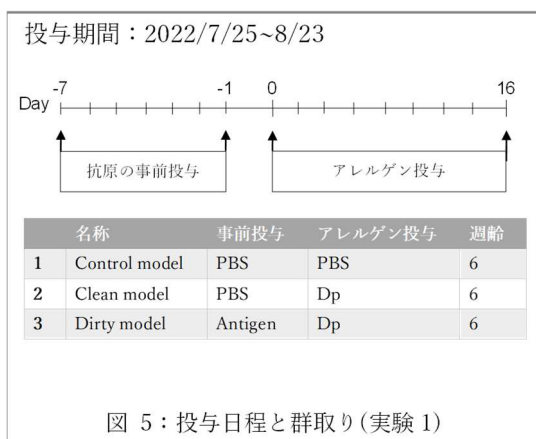 投与期間：2022/7/25~8/23
-7 -1 0 16
Day
抗原の事前投与 アレルゲン投与
名称 事前投与 アレルゲン投与 週齢
1 Control model PBS PBS 6
2 Clean model PBS Dp 6
3 Dirty model Antigen Dp 6
図 5：投与日程と群取り(実験 1)